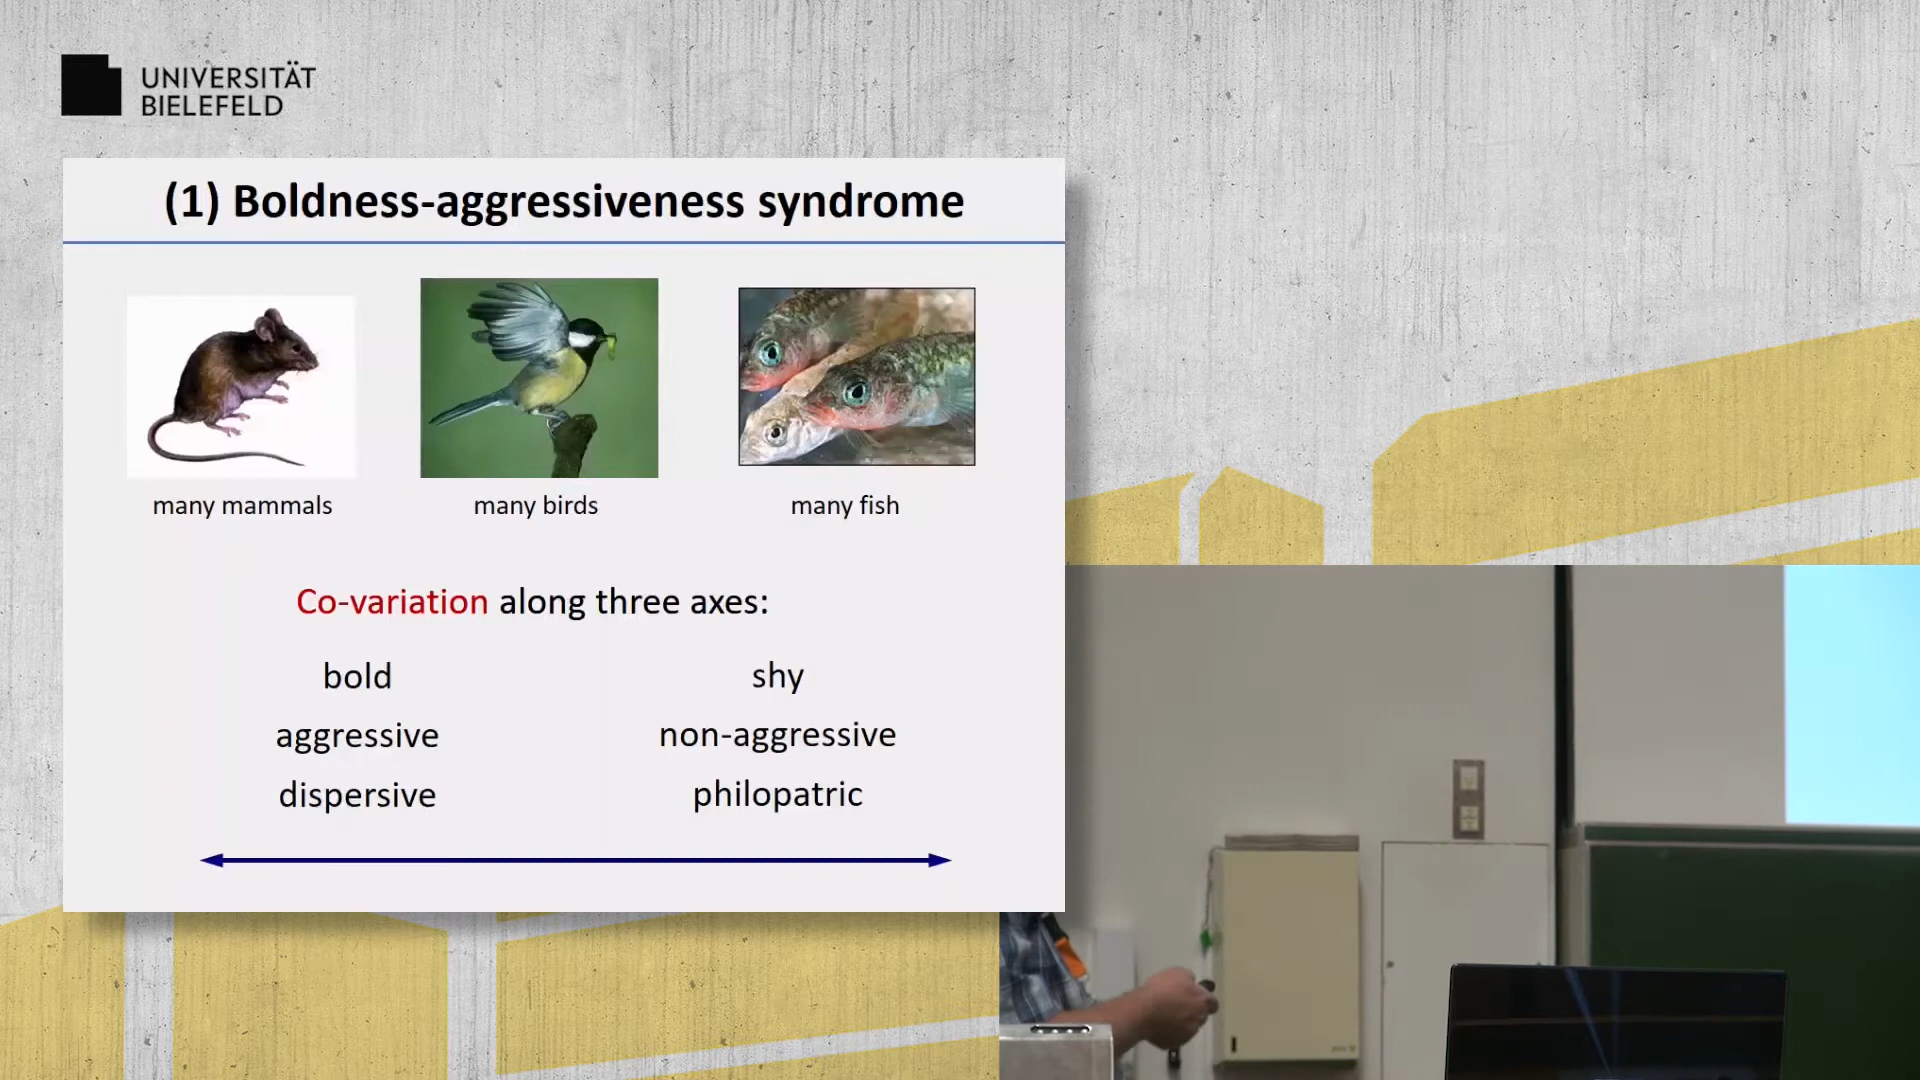 UNIVERSITÄT
BIELEFELD
(1) Boldness-aggressiveness syndrome
many mammals
many birds
many fish
Co-variation along three axes:
bold
shy
aggressive
non-aggressive
dispersive
philopatric